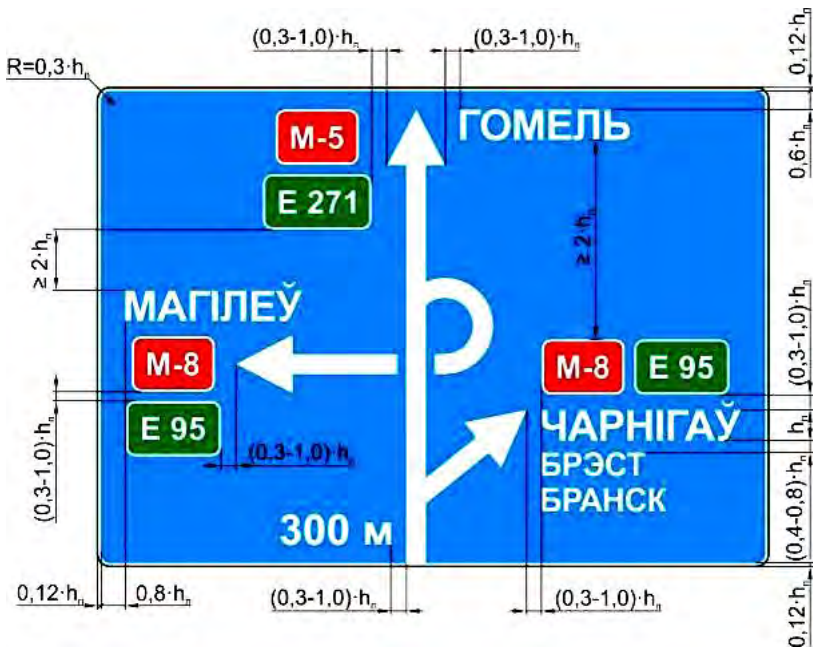 (0,3-1,0)·hп
(0,3-1,0)·hп
0,12·hп
R=0,3·hп
М-5
ГОМЕЛЬ
0,6·hп
Е 271
≥ 2·hп
≥ 2·hп
МАГІЛЕЎ
М-8
М-8
Е 95
(0,3-1,0)·hп
Е 95
ЧАРНІГАЎ
hп
(0,3-1,0)·hп
(0,3-1,0)·hп
БРЭСТ
БРАНСК
(0,4-0,8)·hп
300 м
0,12·hп
0,8·hп
(0,3-1,0)·hп
(0,3-1,0)·hп
0,12·hп